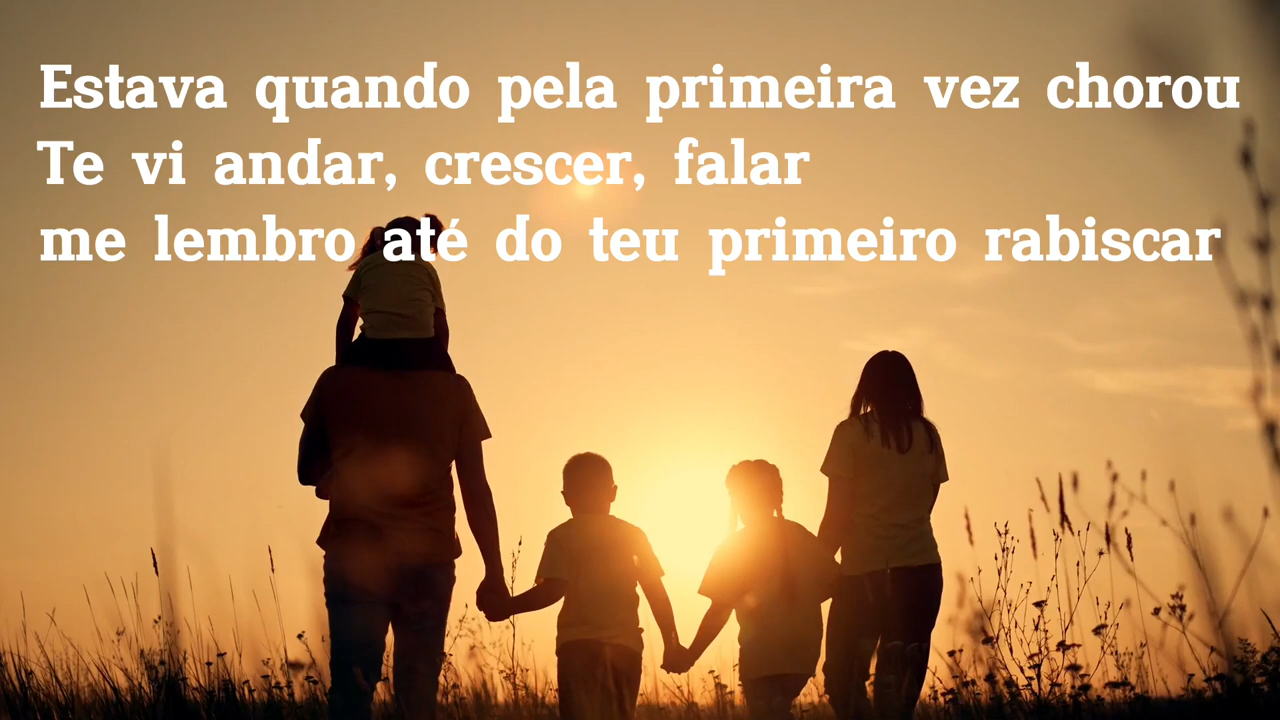 Estava quando pela primeira vez chorou
Te vi andar, crescer, falar
me lembro até do teu primeiro rabiscar